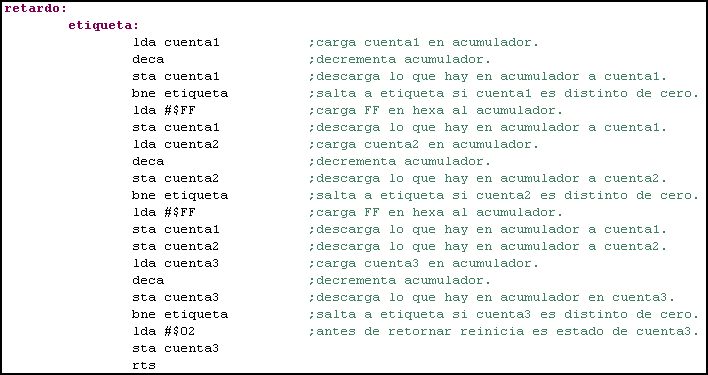 retardo:
etiqueta:
lda cuenta1 ;carga cuenta1 en acumulador.
deca ;decrementa acumulador.
sta cuenta1 ;descarga lo que hay en acumulador a cuenta1.
bne etiqueta ;salta a etiqueta si cuenta1 es distinto de cero.
lda #$FF ;carga FF en hexa al acumulador.
sta cuenta1 ;descarga lo que hay en acumulador a cuenta1.
lda cuenta2 ;carga cuenta2 en acumulador.
deca ;decrementa acumulador.
sta cuenta2 ;descarga lo que hay en acumulador a cuenta2.
bne etiqueta ;salta a etiqueta si cuenta2 es distinto de cero.
lda #$FF ;carga FF en hexa al acumulador.
sta cuenta1 ;descarga lo que hay en acumulador a cuenta1.
sta cuenta2 ;descarga lo que hay en acumulador a cuenta2.
lda cuenta3 ;carga cuenta3 en acumulador.
deca ;decrementa acumulador.
sta cuenta3 ;descarga lo que hay en acumulador en cuenta3.
bne etiqueta ;salta a etiqueta si cuenta3 es distinto de cero.
lda #$02 ;antes de retornar reinicia es estado de cuenta3.
sta cuenta3
rts